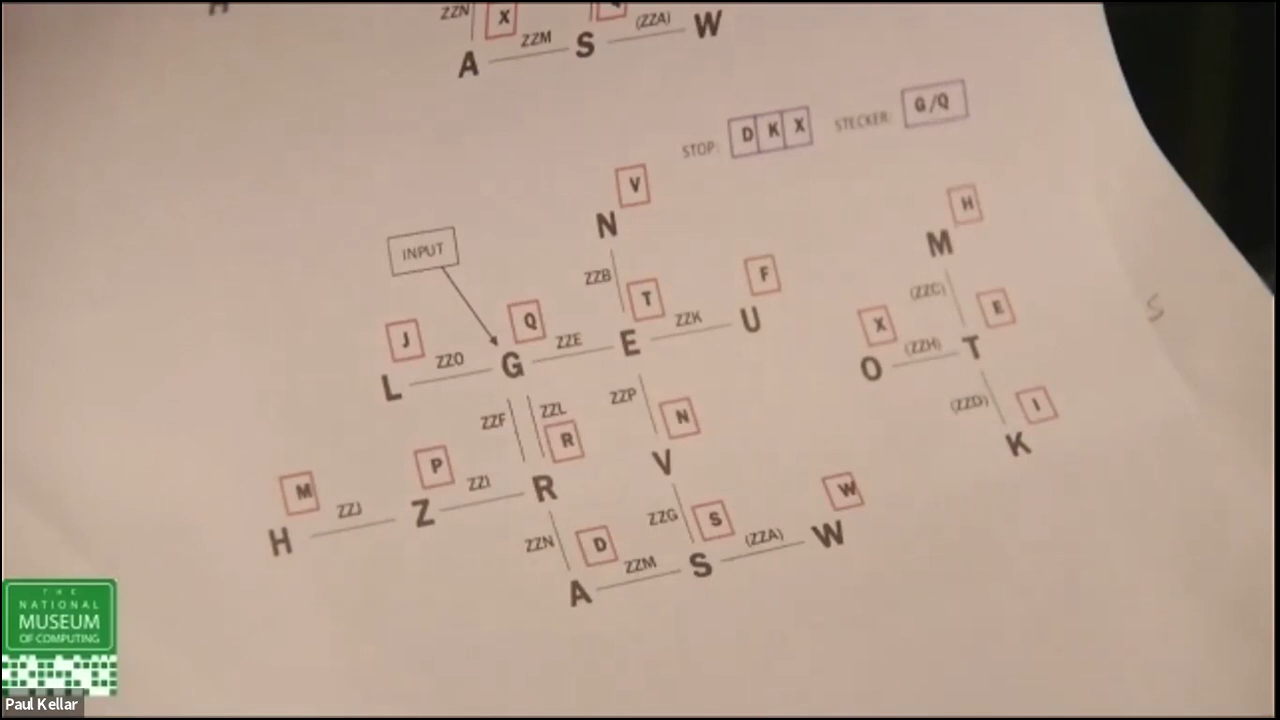 ZZN X (ZZA) W
ZZM S
A
STOP: D K X STECKER: G/Q
V
N
H
M
INPUT
ZZB
F
T
ZZK U
(ZZC)
E
X
J
Q
ZZE E
L ZZO G
O (ZZH) T
ZZP
ZZF ZZL
N
R
(ZZD) I
K
P
V
M
ZZI R
H ZZJ Z
W
ZZG S
ZZN D
(ZZA) W
A ZZM S
S
THE
NATIONAL
MUSEUM
OF COMPUTING
Paul Kellar